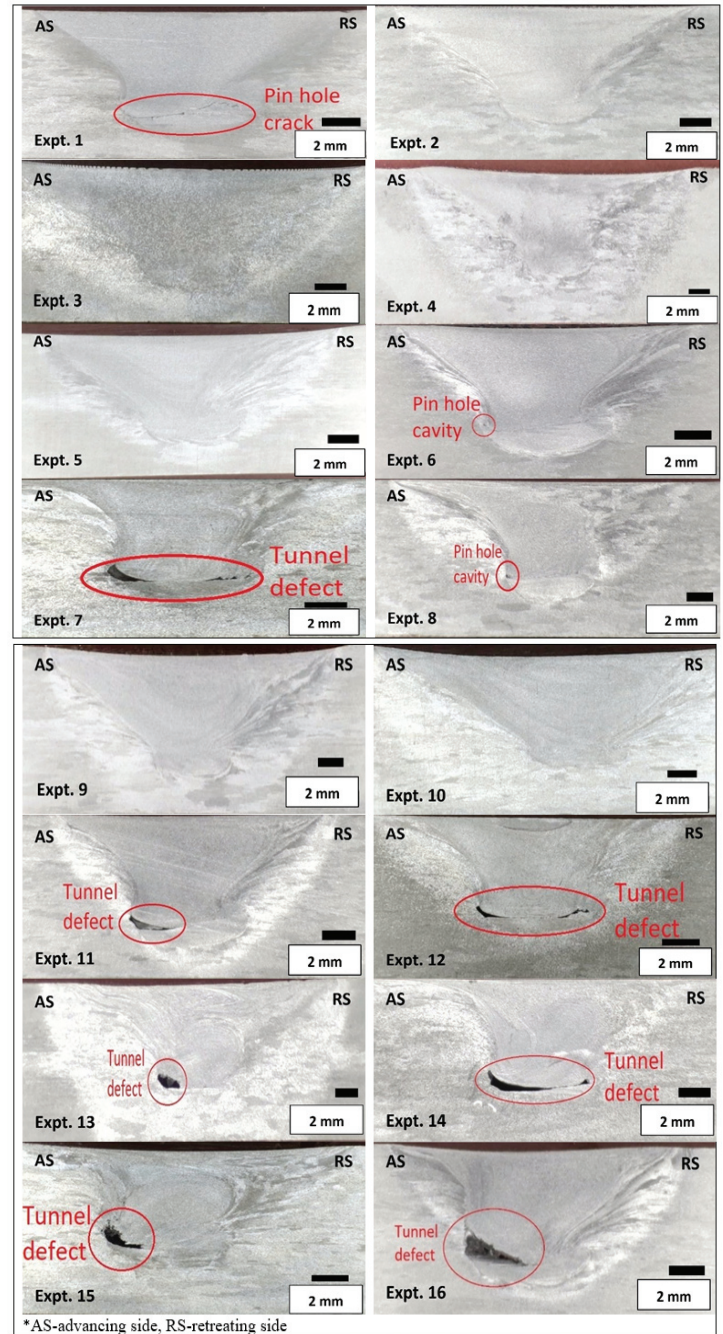 AS RS
Pin hole
crack
Expt. 1 2 mm
AS RS
Expt. 2 2 mm
AS RS
Expt. 3 2 mm
AS RS
Expt. 4 2 mm
AS RS
Expt. 5 2 mm
AS RS
Pin hole
cavity
Expt. 6 2 mm
AS RS
Tunnel
defect
Expt. 7 2 mm
AS RS
Pin hole
cavity
Expt. 8 2 mm
AS RS
Expt. 9 2 mm
AS RS
Expt. 10 2 mm
AS RS
Tunnel
defect
Expt. 11 2 mm
AS RS
Tunnel
defect
Expt. 12 2 mm
AS RS
Tunnel
defect
Expt. 13 2 mm
AS RS
Tunnel
defect
Expt. 14 2 mm
AS RS
Tunnel
defect
Expt. 15 2 mm
AS RS
Tunnel
defect
Expt. 16 2 mm
*AS-advancing side, RS-retreating side